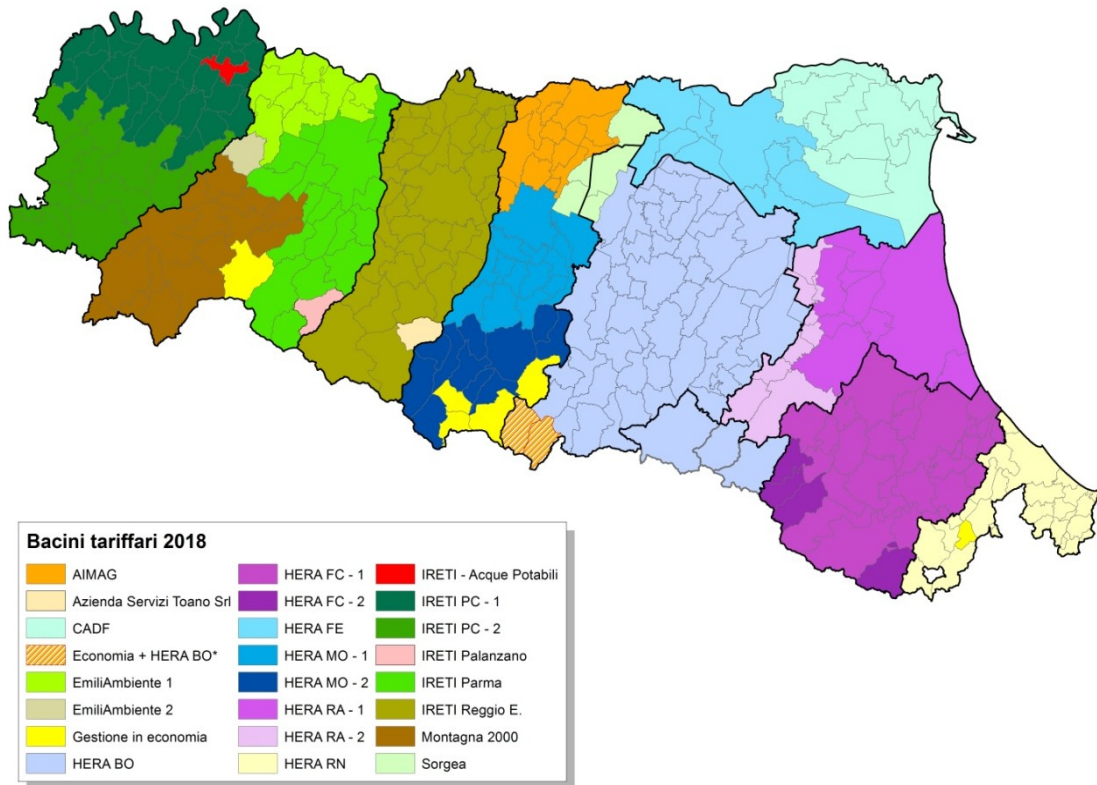 Bacini tariffari 2018
AIMAG
Azienda Servizi Toano Srl
CADF
Economia + HERA BO*
EmiliAmbiente 1
EmiliAmbiente 2
Gestione in economia
HERA BO
HERA FC - 1
HERA FC - 2
HERA FE
HERA MO - 1
HERA MO - 2
HERA RA - 1
HERA RA - 2
HERA RN
IRETI - Acque Potabili
IRETI PC - 1
IRETI PC - 2
IRETI Palanzano
IRETI Parma
IRETI Reggio E.
Montagna 2000
Sorgea